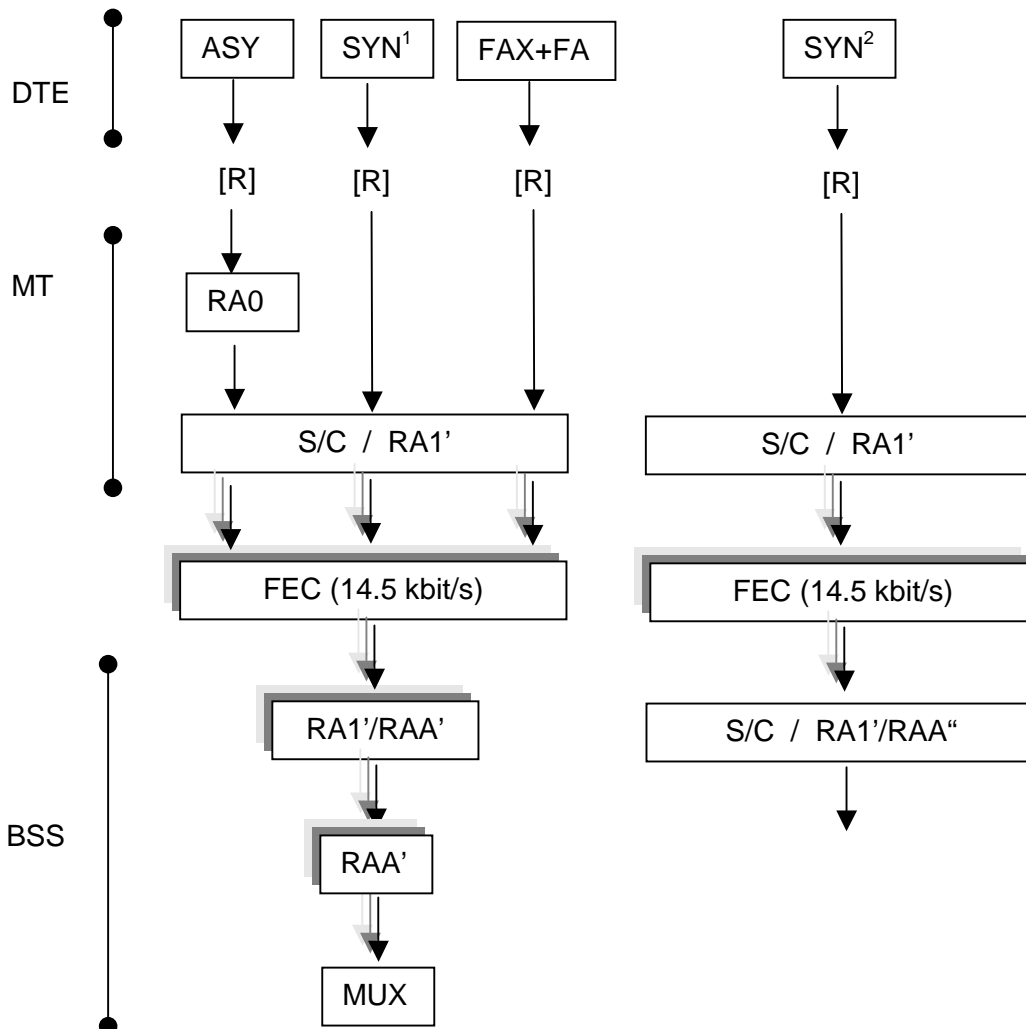 ASY SYN¹ FAX+FA SYN²
DTE
[R] [R] [R] [R]
MT
RA0
S/C / RA1’ S/C / RA1’
FEC (14.5 kbit/s) FEC (14.5 kbit/s)
RA1’/RAA’ S/C / RA1’/RAA“
BSS
RAA’
MUX